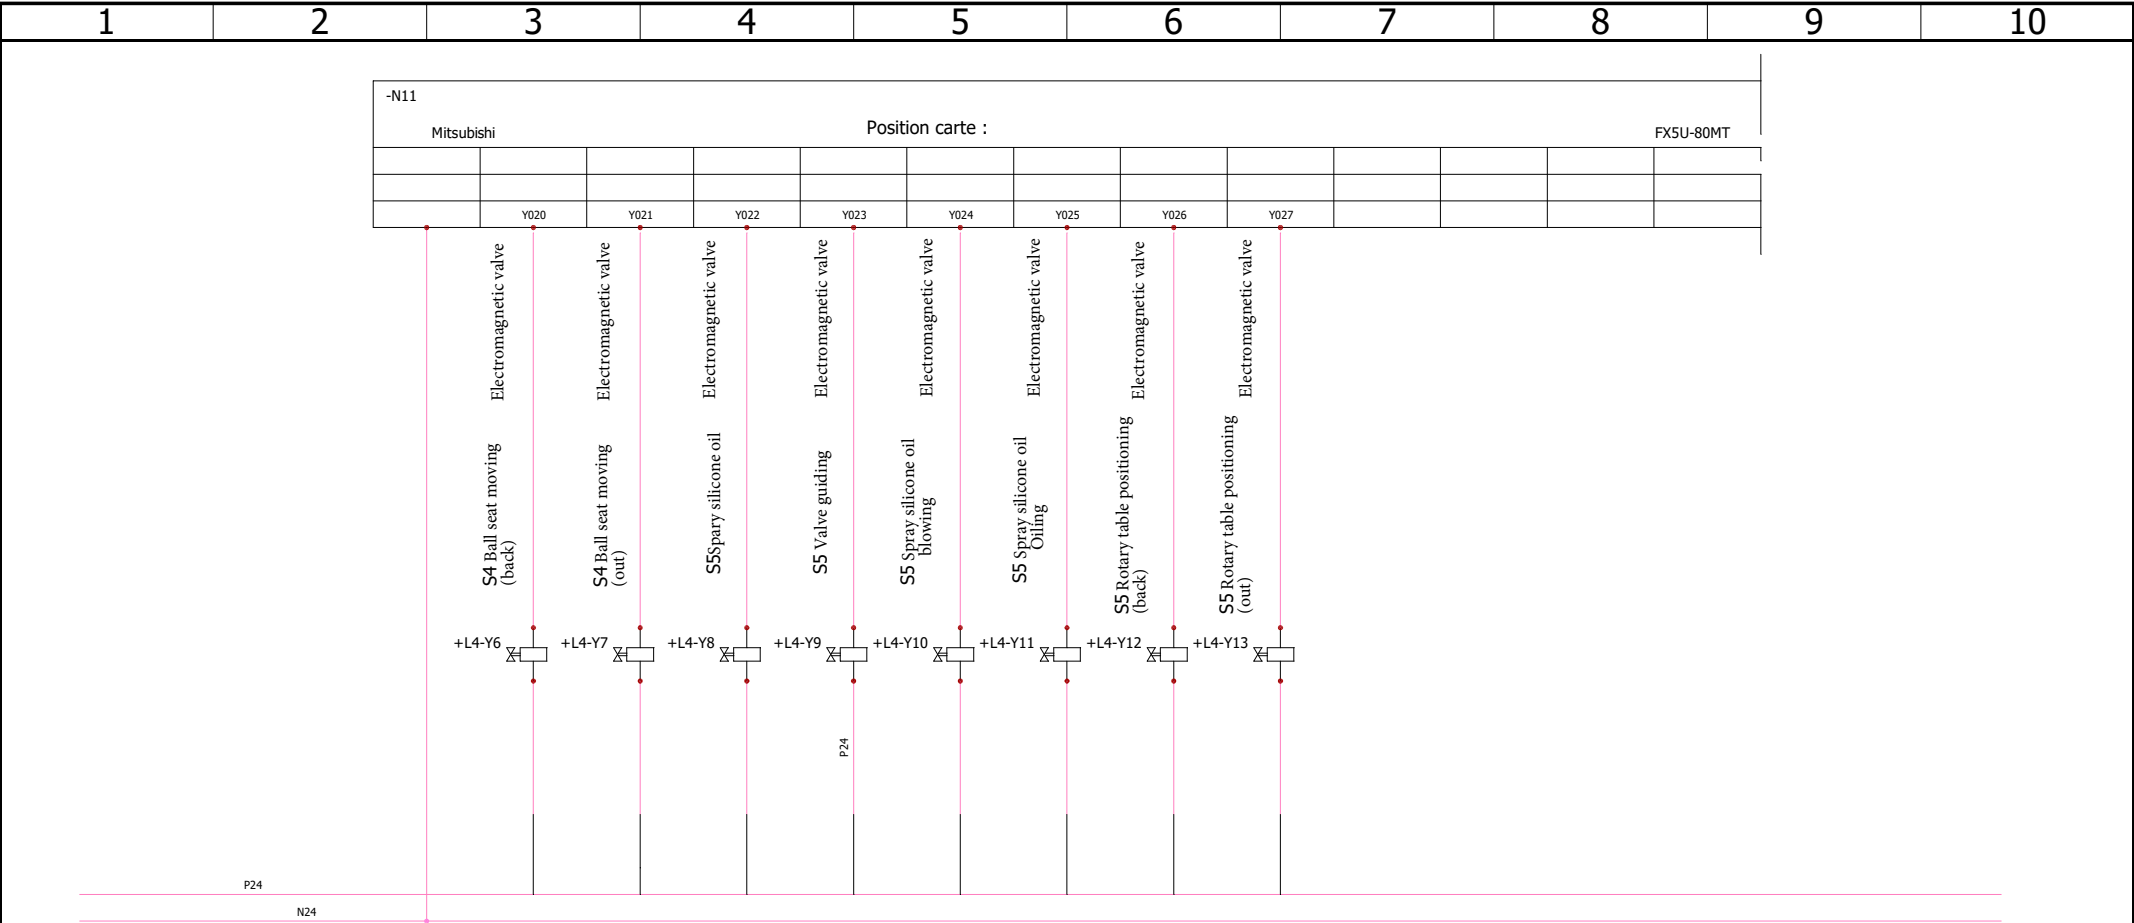 1 2 3 4 5 6 7 8 9 10
-N11
Mitsubishi Position carte : FX5U-80MT
Y020 Y021 Y022 Y023 Y024 Y025 Y026 Y027
Electromagnetic valve
S4 Ball seat moving
(back)
Electromagnetic valve
S4 Ball seat moving
(out)
Electromagnetic valve
S5Spary silicone oil
Electromagnetic valve
S5 Valve guiding
Electromagnetic valve
S5 Spray silicone oil
blowing
Electromagnetic valve
S5 Spray silicone oil
Oiling
Electromagnetic valve
S5 Rotary table positioning
(back)
Electromagnetic valve
S5 Rotary table positioning
(out)
+L4-Y6 +L4-Y7 +L4-Y8 +L4-Y9 +L4-Y10 +L4-Y11 +L4-Y12 +L4-Y13
P24
P24
N24